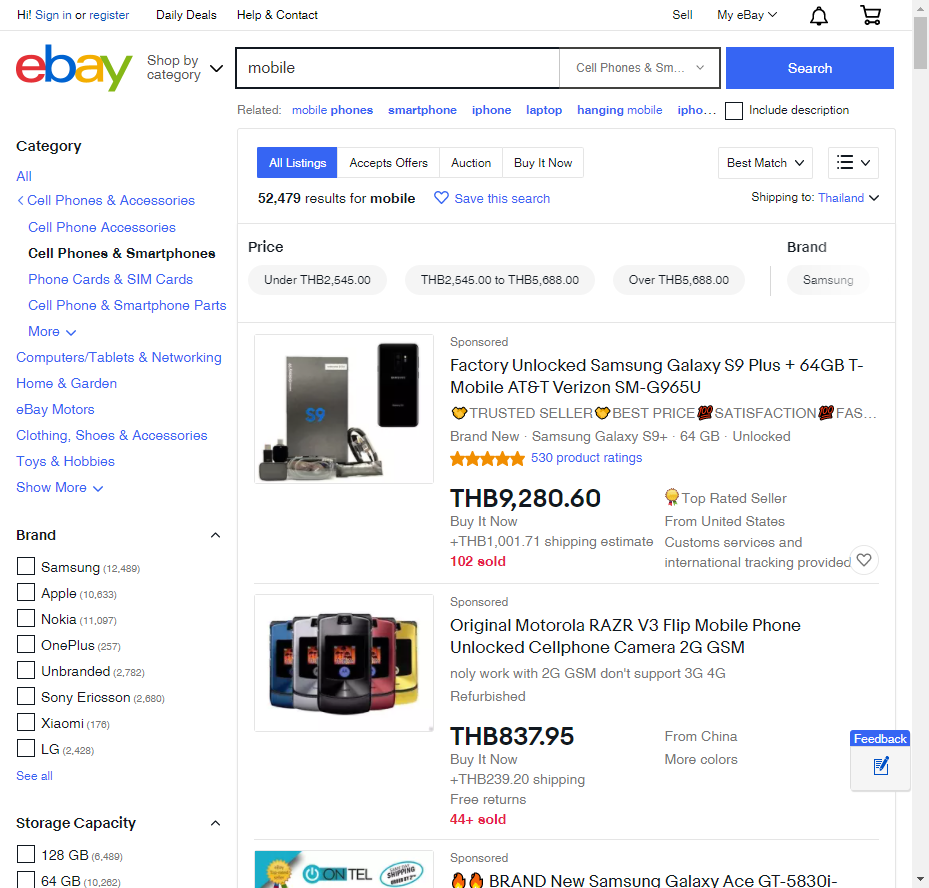 Hi! Sign in or register
Daily Deals
Help & Contact
Sell
My eBay
ebay
Shop by category
mobile
Cell Phones & Sm...
Search
Related: mobile phones smartphone iphone laptop hanging mobile ipho...
Include description
Category
All
Cell Phones & Accessories
Cell Phone Accessories
Cell Phones & Smartphones
Phone Cards & SIM Cards
Cell Phone & Smartphone Parts
More
Computers/Tablets & Networking
Home & Garden
eBay Motors
Clothing, Shoes & Accessories
Toys & Hobbies
Show More
Brand
Samsung (12,489)
Apple (10,633)
Nokia (11,097)
OnePlus (257)
Unbranded (2,782)
Sony Ericsson (2,680)
Xiaomi (176)
LG (2,428)
See all
Storage Capacity
128 GB (6,489)
64 GB (10,262)
All Listings
Accepts Offers
Auction
Buy It Now
Best Match
52,479 results for mobile
Save this search
Shipping to: Thailand
Price
Under THB2,545.00
THB2,545.00 to THB5,688.00
Over THB5,688.00
Brand
Samsung
S9
Sponsored
Factory Unlocked Samsung Galaxy S9 Plus + 64GB T-
Mobile AT&T Verizon SM-G965U
TRUSTED SELLER BEST PRICE SATISFACTION FAS...
Brand New · Samsung Galaxy S9+ · 64 GB · Unlocked
530 product ratings
THB9,280.60
Buy It Now
+THB1,001.71 shipping estimate
102 sold
Top Rated Seller
From United States
Customs services and
international tracking provided
Sponsored
Original Motorola RAZR V3 Flip Mobile Phone
Unlocked Cellphone Camera 2G GSM
noly work with 2G GSM don't support 3G 4G
Refurbished
THB837.95
Buy It Now
+THB239.20 shipping
Free returns
44+ sold
From China
More colors
Feedback
ONTEL
SHIPPING
Sponsored
BRAND New Samsung Galaxy Ace GT-5830i-